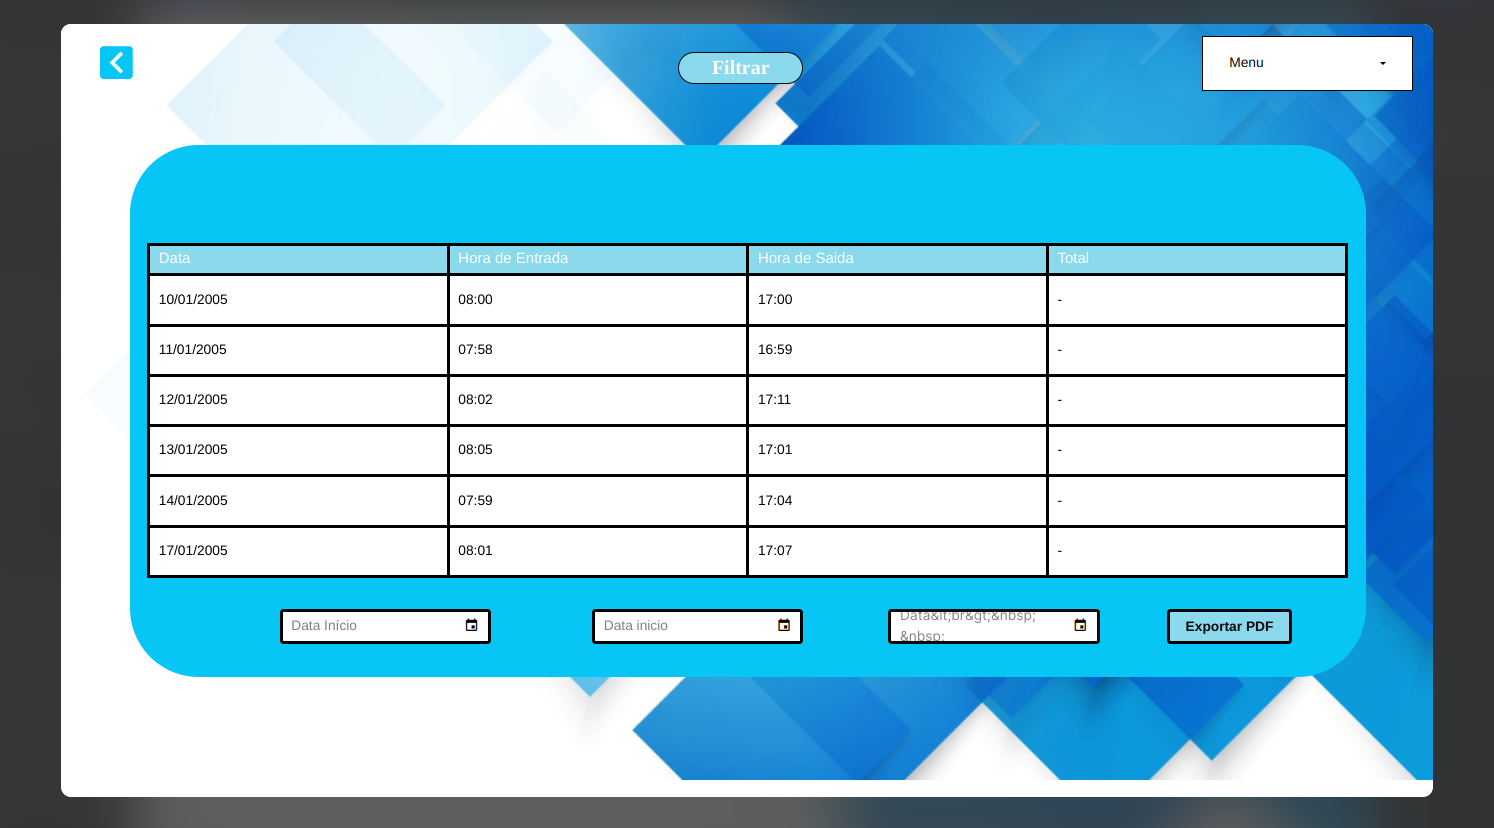 Filtrar
Menu
Data Hora de Entrada Hora de Saida Total
10/01/2005 08:00 17:00 -
11/01/2005 07:58 16:59 -
12/01/2005 08:02 17:11 -
13/01/2005 08:05 17:01 -
14/01/2005 07:59 17:04 -
17/01/2005 08:01 17:07 -
Data Início
Data inicio
Data&lt;br&gt;&nbsp;
&nbsp;
Exportar PDF